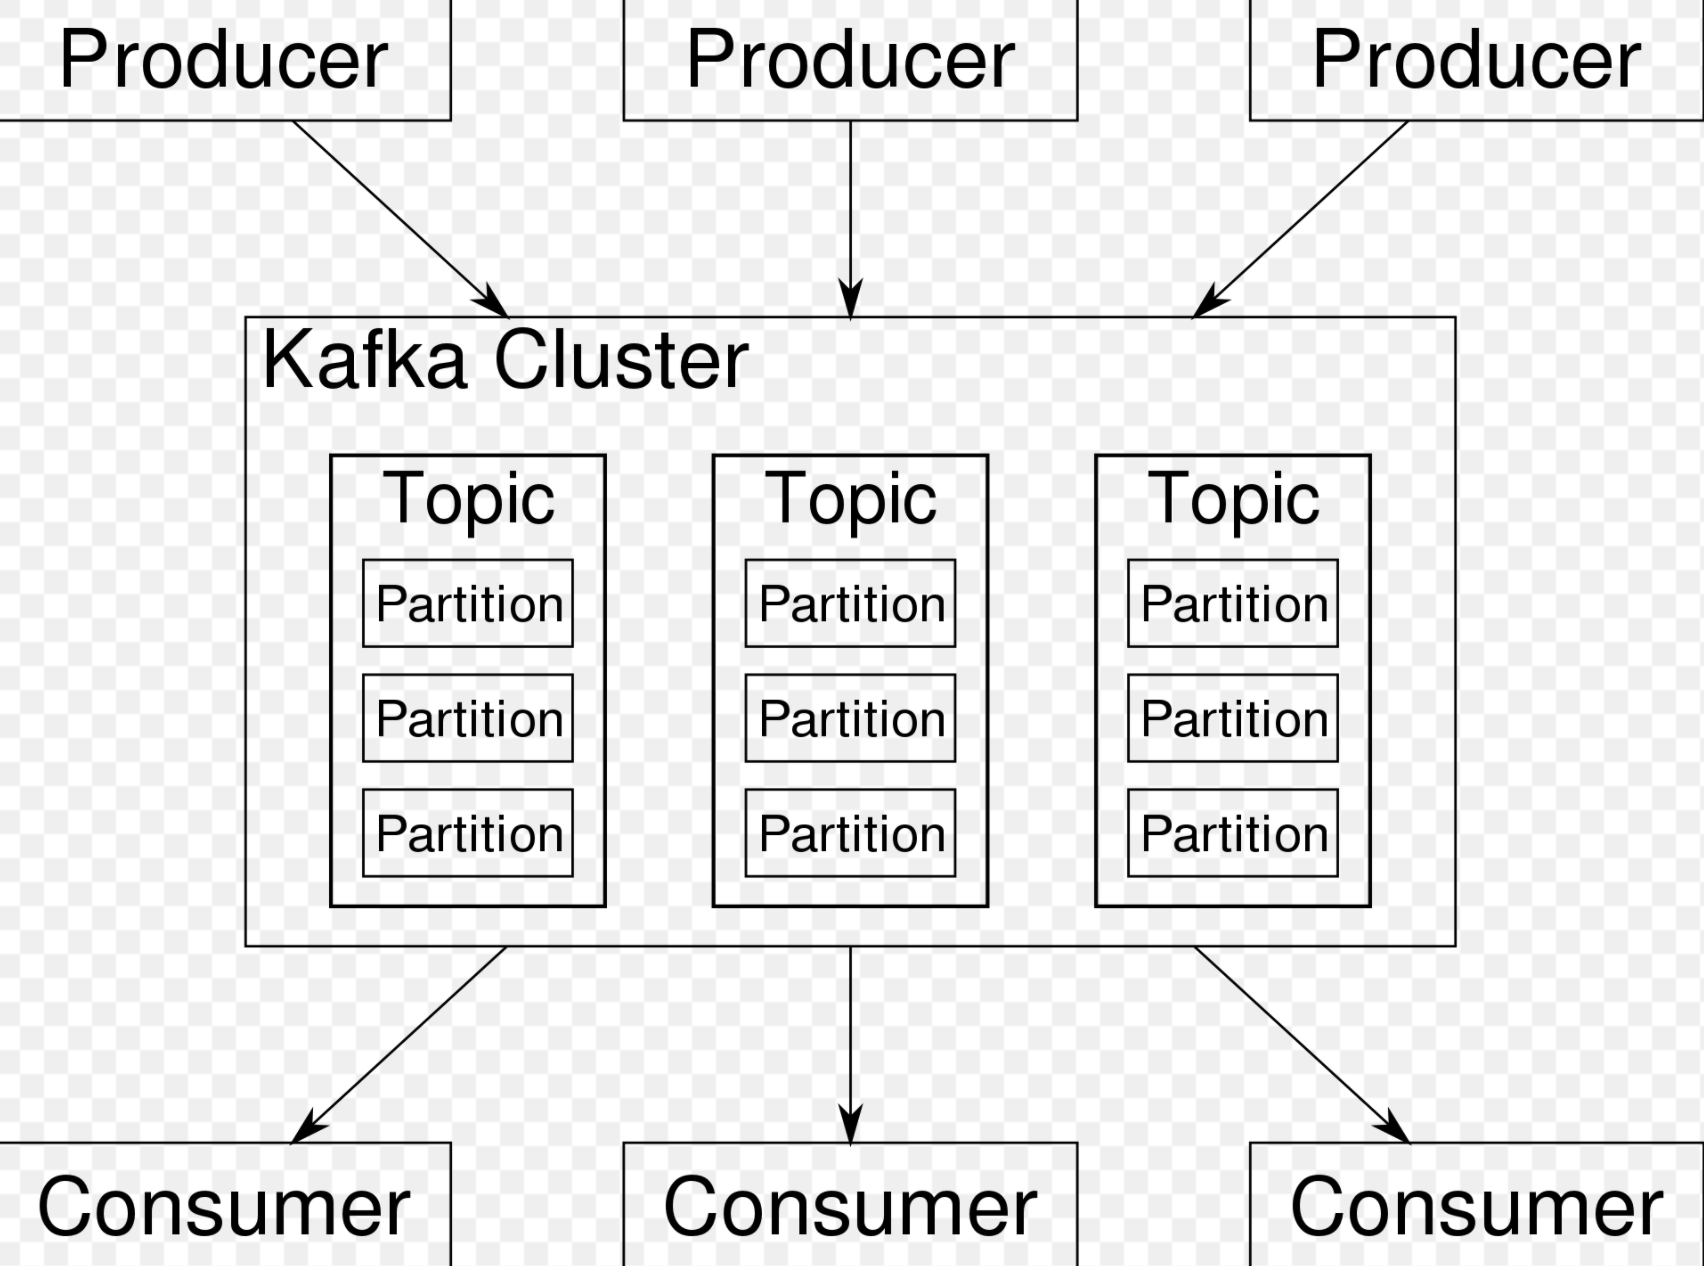 Producer
Producer
Producer
Kafka Cluster
Topic
Partition
Partition
Partition
Topic
Partition
Partition
Partition
Topic
Partition
Partition
Partition
Consumer
Consumer
Consumer